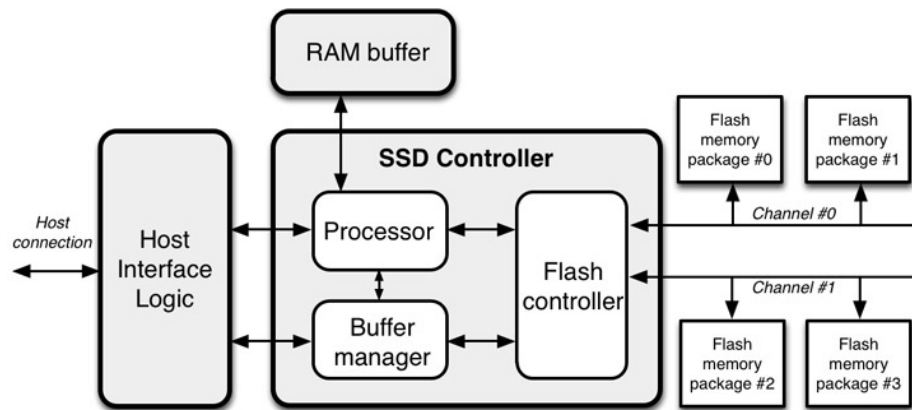 RAM buffer
SSD Controller
Host
connection
Host
Interface
Logic
Processor
Buffer
manager
Flash
controller
Flash
memory
package #0
Flash
memory
package #1
Channel #0
Channel #1
Flash
memory
package #2
Flash
memory
package #3